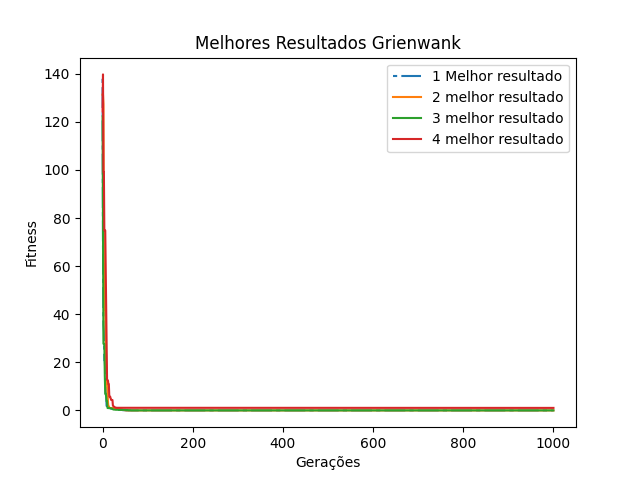 Melhores Resultados Grienwank
1 Melhor resultado
2 melhor resultado
3 melhor resultado
4 melhor resultado
Fitness
140
120
100
80
60
40
20
0
0 200 400 600 800 1000
Gerações